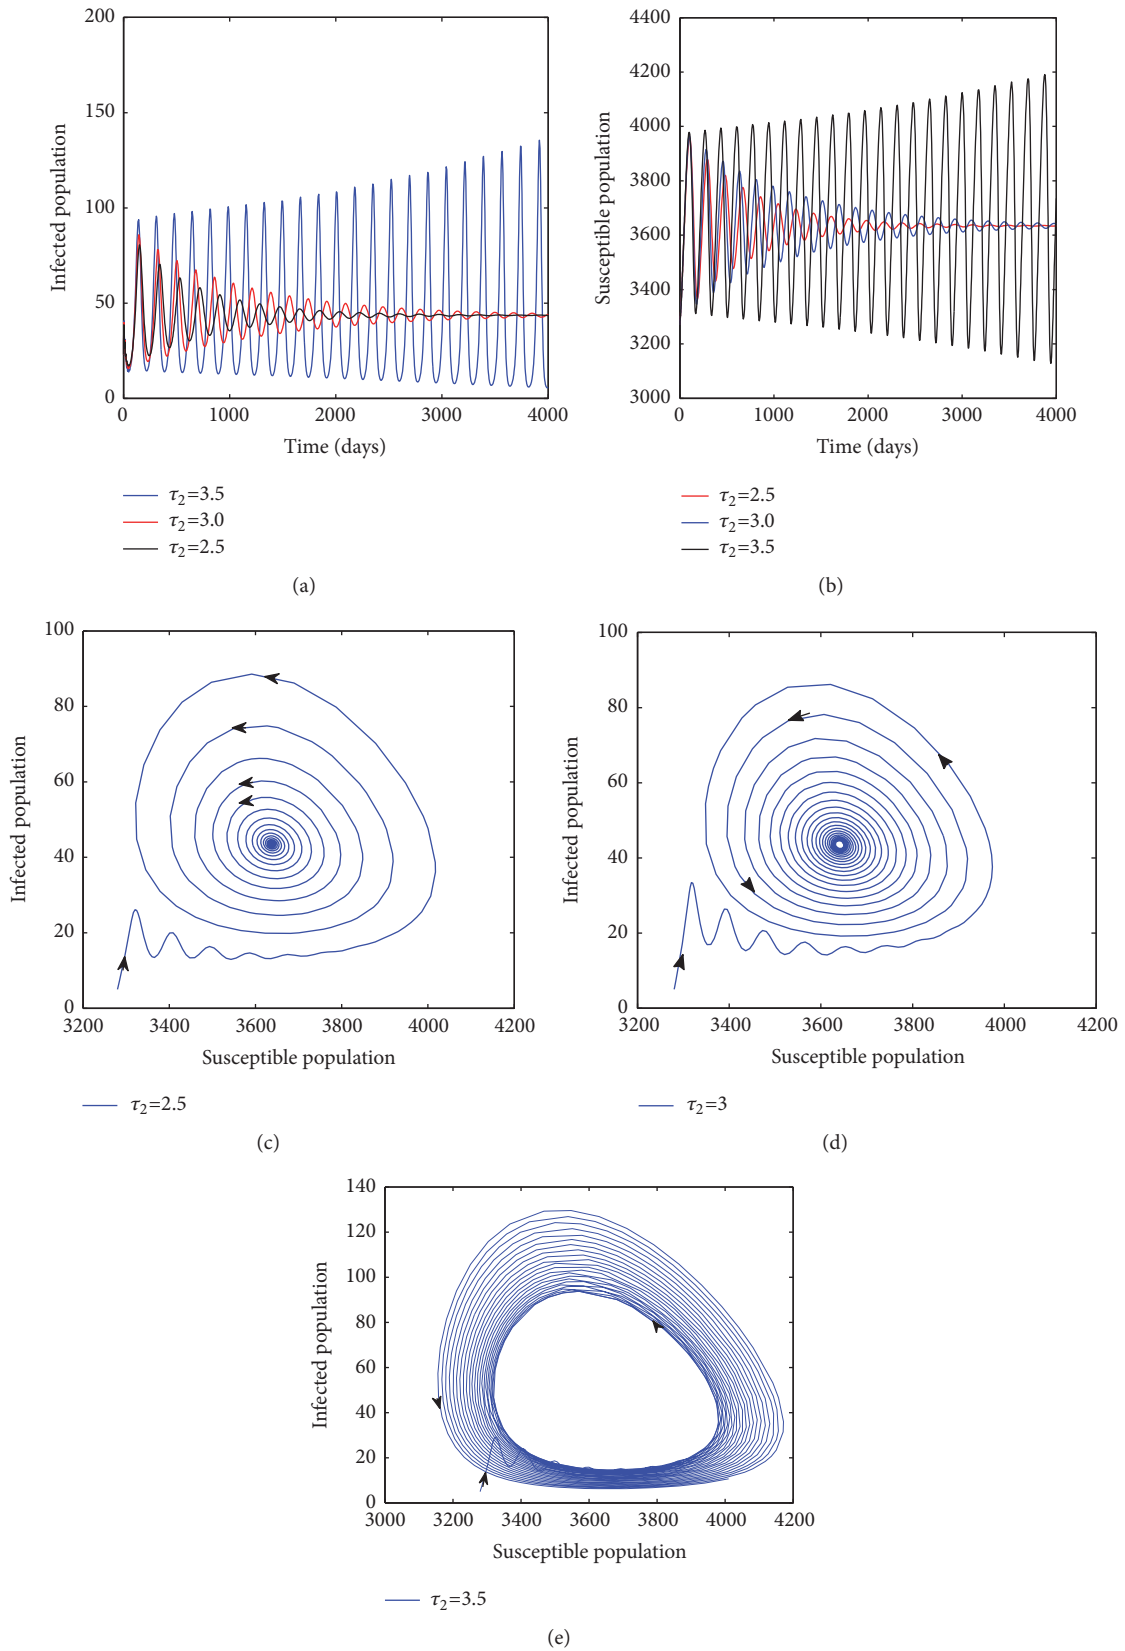 200
150
100
50
0
Infected population
0 1000 2000 3000 4000
Time (days)
τ2=3.5
τ2=3.0
τ2=2.5
(a)
4400
4200
4000
3800
3600
3400
3200
3000
Susceptible population
0 1000 2000 3000 4000
Time (days)
τ2=2.5
τ2=3.0
τ2=3.5
(b)
100
80
60
40
20
0
Infected population
3200 3400 3600 3800 4000 4200
Susceptible population
τ2=2.5
(c)
100
80
60
40
20
0
Infected population
3200 3400 3600 3800 4000 4200
Susceptible population
τ2=3
(d)
140
120
100
80
60
40
20
0
Infected population
3000 3200 3400 3600 3800 4000 4200
Susceptible population
τ2=3.5
(e)